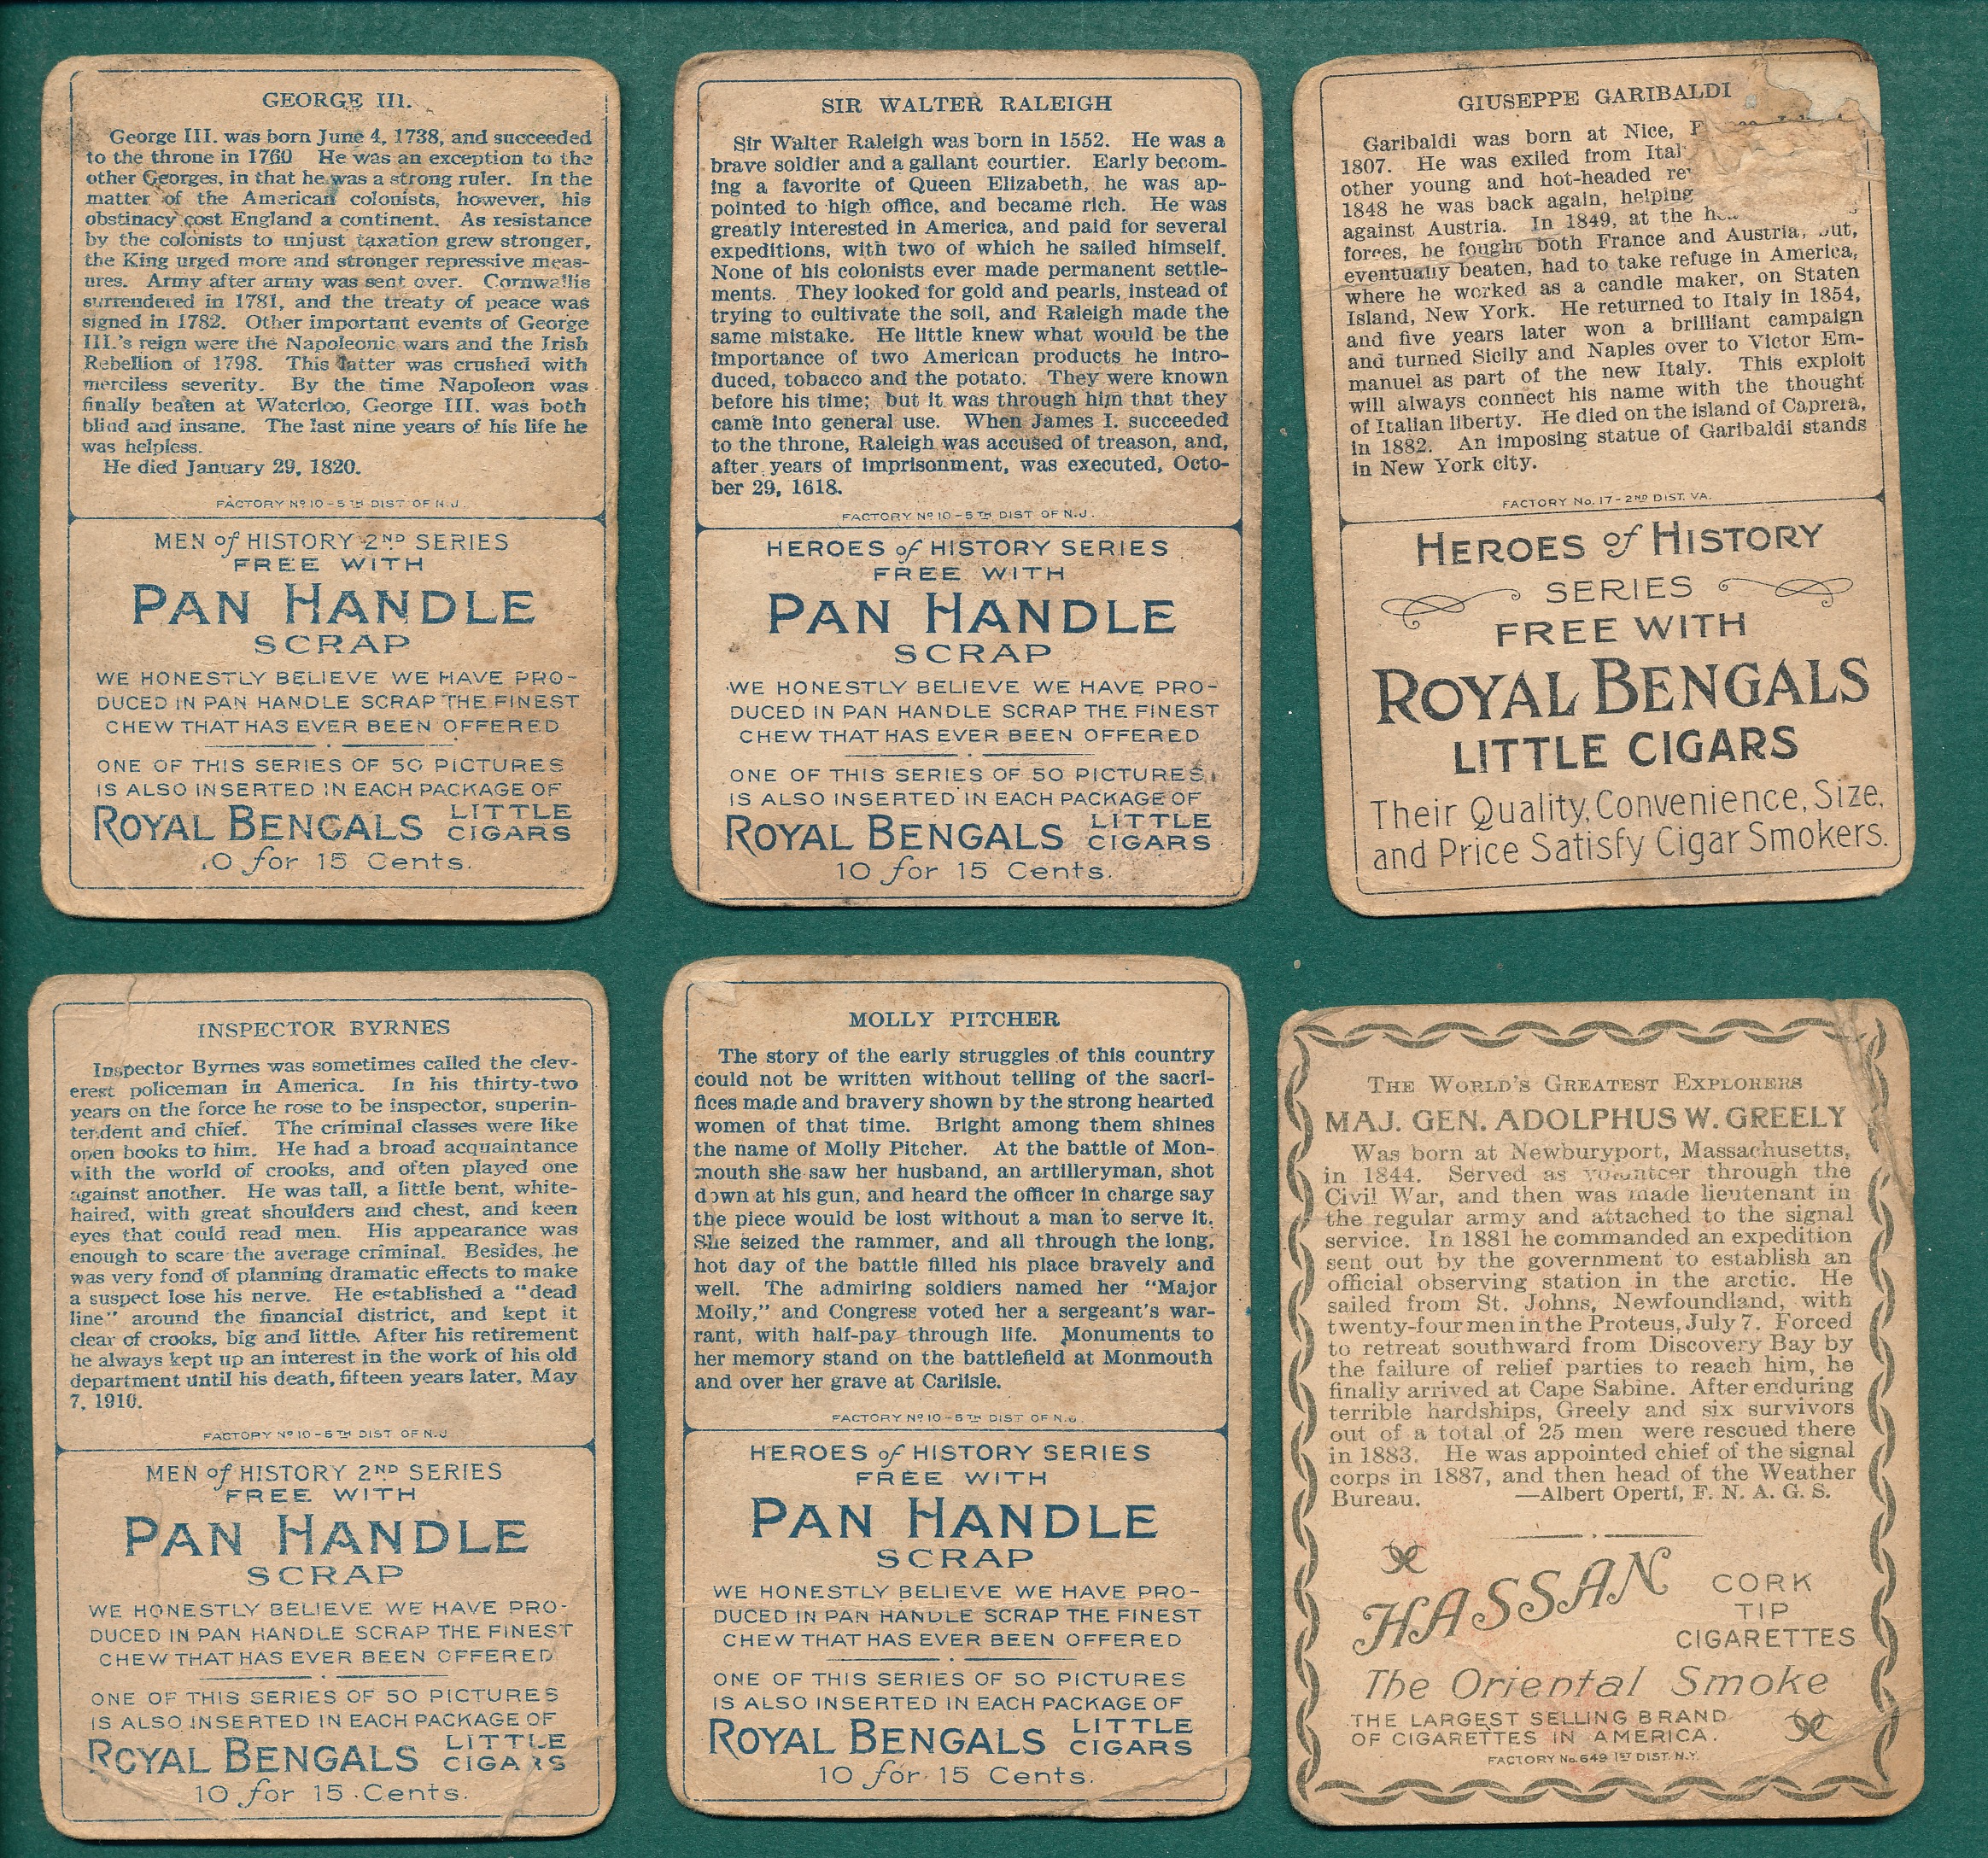 GEORGE III.
George III. was born June 4, 1738, and succeeded
to the throne in 1760 He was an exception to the
other Georges, in that he was a strong ruler. In the
matter of the American colonists, however, his
obstinacy cost England a continent. As resistance
by the colonists to unjust taxation grew stronger,
the King urged more and stronger repressive meas-
ures. Army after army was sent over. Cornwallis
surrendered in 1781, and the treaty of peace was
signed in 1782. Other important events of George
III.'s reign were the Napoleonic wars and the Irish
Rebellion of 1798. This latter was crushed with
merciless severity. By the time Napoleon was
finally beaten at Waterloo, George III. was both
blind and insane. The last nine years of his life he
was helpless.
He died January 29, 1820.
FACTORY No 10 - 5TH DIST OF N.J.
MEN of HISTORY 2ND SERIES
FREE WITH
PAN HANDLE
SCRAP
WE HONESTLY BELIEVE WE HAVE PRO-
DUCED IN PAN HANDLE SCRAP THE FINEST
CHEW THAT HAS EVER BEEN OFFERED
ONE OF THIS SERIES OF 50 PICTURES
IS ALSO INSERTED IN EACH PACKAGE OF
ROYAL BENGALS LITTLE CIGARS
.0 for 15 Cents.
SIR WALTER RALEIGH
Sir Walter Raleigh was born in 1552. He was a
brave soldier and a gallant courtier. Early becom-
ing a favorite of Queen Elizabeth, he was ap-
pointed to high office, and became rich. He was
greatly interested in America, and paid for several
expeditions, with two of which he sailed himself.
None of his colonists ever made permanent settle-
ments. They looked for gold and pearls, instead of
trying to cultivate the soil, and Raleigh made the
same mistake. He little knew what would be the
importance of two American products he intro-
duced, tobacco and the potato. They were known
before his time; but it was through him that they
came into general use. When James I. succeeded
to the throne, Raleigh was accused of treason, and,
after years of imprisonment, was executed, Octo-
ber 29, 1618.
FACTORY No 10 - 5TH DIST OF N.J.
HEROES of HISTORY SERIES
FREE WITH
PAN HANDLE
SCRAP
WE HONESTLY BELIEVE WE HAVE PRO-
DUCED IN PAN HANDLE SCRAP THE FINEST
CHEW THAT HAS EVER BEEN OFFERED
ONE OF THIS SERIES OF 50 PICTURES
IS ALSO INSERTED IN EACH PACKAGE OF
ROYAL BENGALS LITTLE CIGARS
10 for 15 Cents.
GIUSEPPE GARIBALDI
Garibaldi was born at Nice,
1807. He was exiled from
other young and hot-headed
1848 he was back again, helping
against Austria. In 1849, at the
forces, he fought both France and Austria, but,
eventually beaten, had to take refuge in America,
where he worked as a candle maker, on Staten
Island, New York. He returned to Italy in 1854,
and five years later won a brilliant campaign
and turned Sicily and Naples over to Victor Em-
manuel as part of the new Italy. This exploit
will always connect his name with the thought
of Italian liberty. He died on the island of Caprera,
in 1882. An imposing statue of Garibaldi stands
in New York city.
FACTORY No. 17 - 2ND DIST. VA.
HEROES of HISTORY
SERIES
FREE WITH
ROYAL BENGALS
LITTLE CIGARS
Their Quality, Convenience, Size,
and Price Satisfy Cigar Smokers.
INSPECTOR BYRNES
Inspector Byrnes was sometimes called the clev-
erest policeman in America. In his thirty-two
years on the force he rose to be inspector, superin-
tendent and chief. The criminal classes were like
open books to him. He had a broad acquaintance
with the world of crooks, and often played one
against another. He was tall, a little bent, white-
haired, with great shoulders and chest, and keen
eyes that could read men. His appearance was
enough to scare the average criminal. Besides, he
was very fond of planning dramatic effects to make
a suspect lose his nerve. He established a "dead
line" around the financial district, and kept it
clear of crooks, big and little. After his retirement
he always kept up an interest in the work of his old
department until his death, fifteen years later, May
7, 1910.
FACTORY No 10 - 5TH DIST OF N.J.
MEN of HISTORY 2ND SERIES
FREE WITH
PAN HANDLE
SCRAP
WE HONESTLY BELIEVE WE HAVE PRO-
DUCED IN PAN HANDLE SCRAP THE FINEST
CHEW THAT HAS EVER BEEN OFFERED
ONE OF THIS SERIES OF 50 PICTURES
IS ALSO INSERTED IN EACH PACKAGE OF
ROYAL BENGALS LITTLE CIGARS
10 for 15 Cents.
MOLLY PITCHER
The story of the early struggles of this country
could not be written without telling of the sacri-
fices made and bravery shown by the strong hearted
women of that time. Bright among them shines
the name of Molly Pitcher. At the battle of Mon-
mouth she saw her husband, an artilleryman, shot
down at his gun, and heard the officer in charge say
the piece would be lost without a man to serve it.
She seized the rammer, and all through the long,
hot day of the battle filled his place bravely and
well. The admiring soldiers named her "Major
Molly," and Congress voted her a sergeant's war-
rant, with half-pay through life. Monuments to
her memory stand on the battlefield at Monmouth
and over her grave at Carlisle.
FACTORY No 10 - 5TH DIST OF N.J.
HEROES of HISTORY SERIES
FREE WITH
PAN HANDLE
SCRAP
WE HONESTLY BELIEVE WE HAVE PRO-
DUCED IN PAN HANDLE SCRAP THE FINEST
CHEW THAT HAS EVER BEEN OFFERED
ONE OF THIS SERIES OF 50 PICTURES
IS ALSO INSERTED IN EACH PACKAGE OF
ROYAL BENGALS LITTLE CIGARS
10 for 15 Cents.
THE WORLD'S GREATEST EXPLORERS
MAJ. GEN. ADOLPHUS W. GREELY
Was born at Newburyport, Massachusetts,
in 1844. Served as volunteer through the
Civil War, and then was made lieutenant in
the regular army and attached to the signal
service. In 1881 he commanded an expedition
sent out by the government to establish an
official observing station in the arctic. He
sailed from St. Johns, Newfoundland, with
twenty-four men in the Proteus, July 7. Forced
to retreat southward from Discovery Bay by
the failure of relief parties to reach him, he
finally arrived at Cape Sabine. After enduring
terrible hardships, Greely and six survivors
out of a total of 25 men were rescued there
in 1883. He was appointed chief of the signal
corps in 1887, and then head of the Weather
Bureau. —Albert Operti, F. N. A. G. S.
HASSAN CORK TIP CIGARETTES
The Oriental Smoke
THE LARGEST SELLING BRAND
OF CIGARETTES IN AMERICA.
FACTORY No. 649 1ST DIST. N.Y.